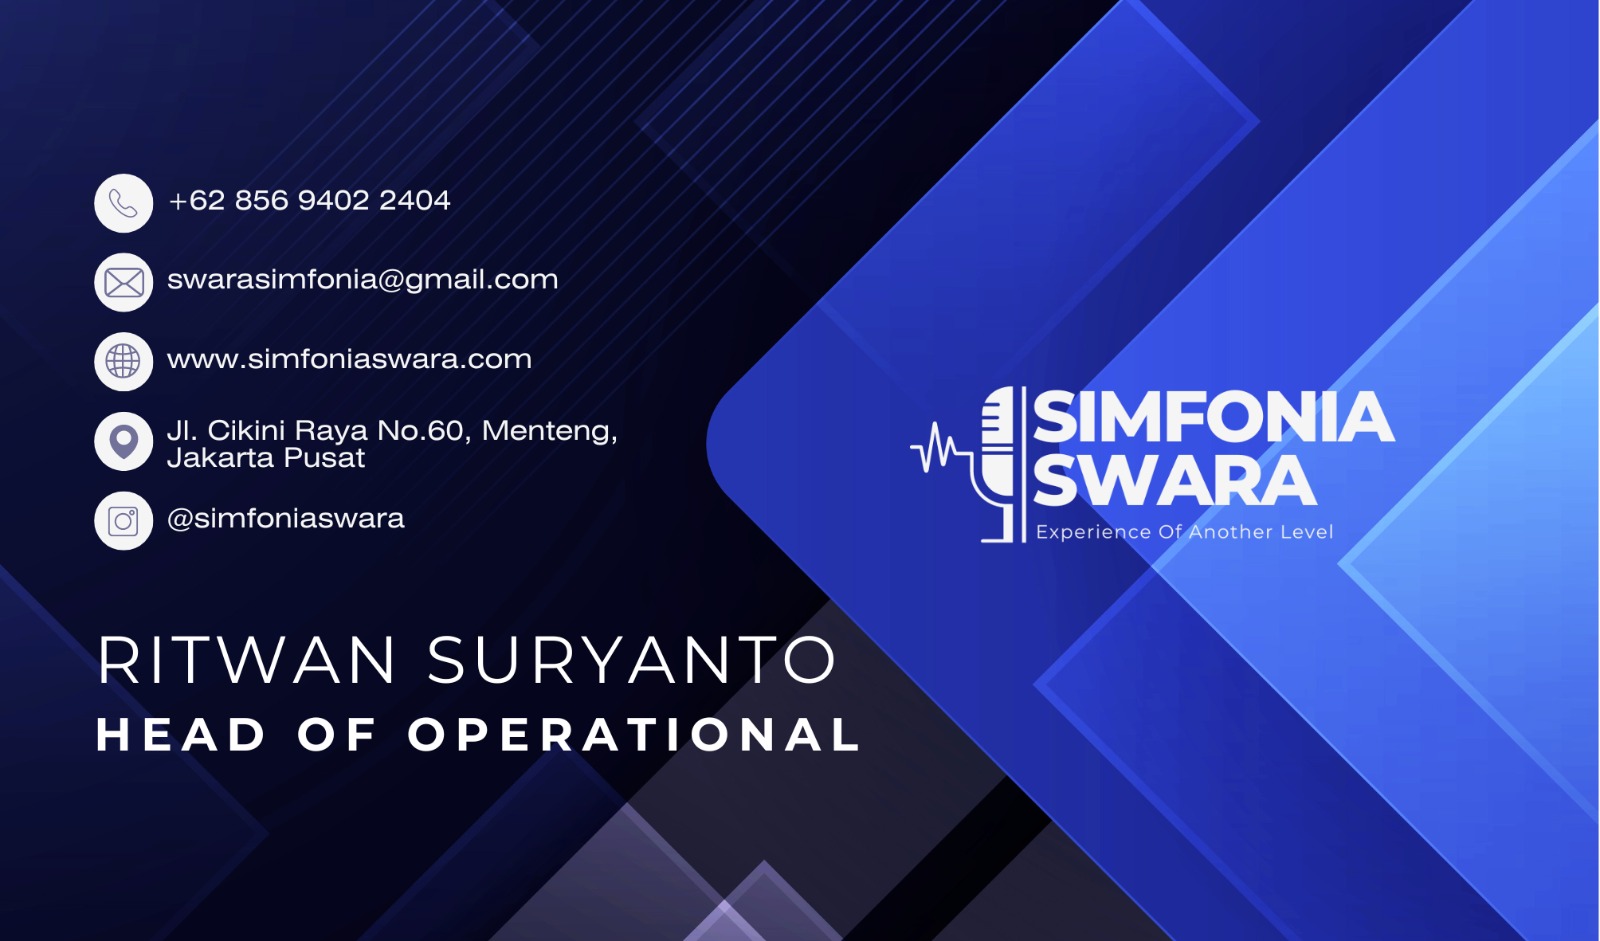 +62 856 9402 2404
swarasimfonia@gmail.com
www.simfoniaswara.com
Jl. Cikini Raya No.60, Menteng,
Jakarta Pusat
@simfoniaswara
RITWAN SURYANTO
HEAD OF OPERATIONAL
SIMFONIA
SWARA
Experience Of Another Level